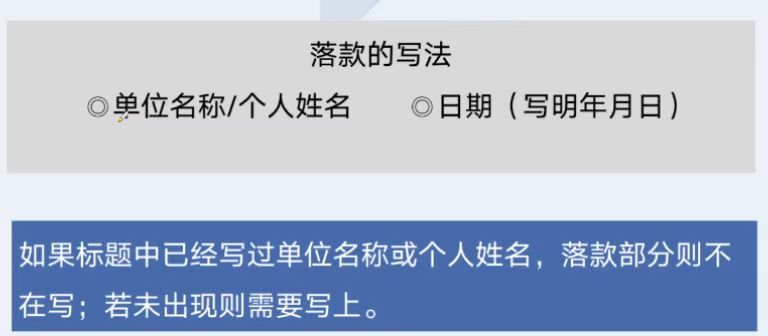 落款的写法
◎单位名称/个人姓名 ◎日期（写明年月日）
如果标题中已经写过单位名称或个人姓名，落款部分则不
在写；若未出现则需要写上。